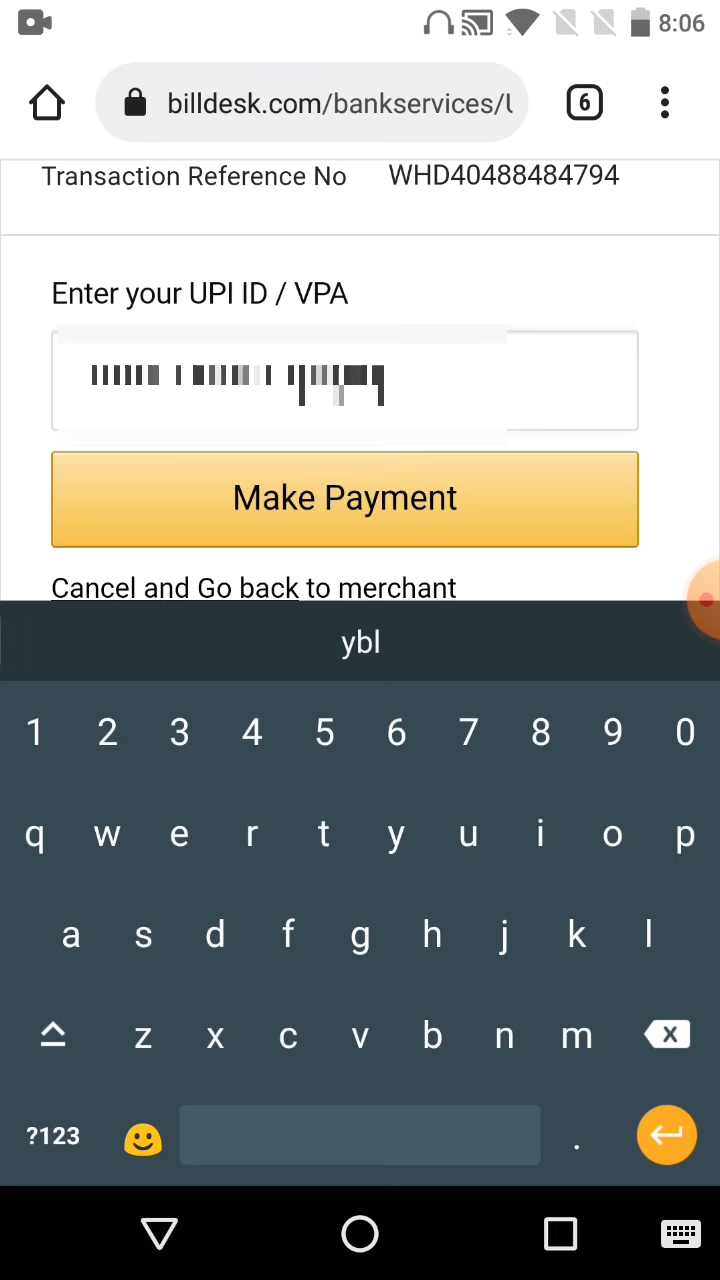 8:06
billdesk.com/bankservices/
6
Transaction Reference No WHD40488484794
Enter your UPI ID / VPA
Make Payment
Cancel and Go back to merchant
ybl
1 2 3 4 5 6 7 8 9 0
q w e r t y u i o p
a s d f g h j k l
z x c v b n m
?123 .